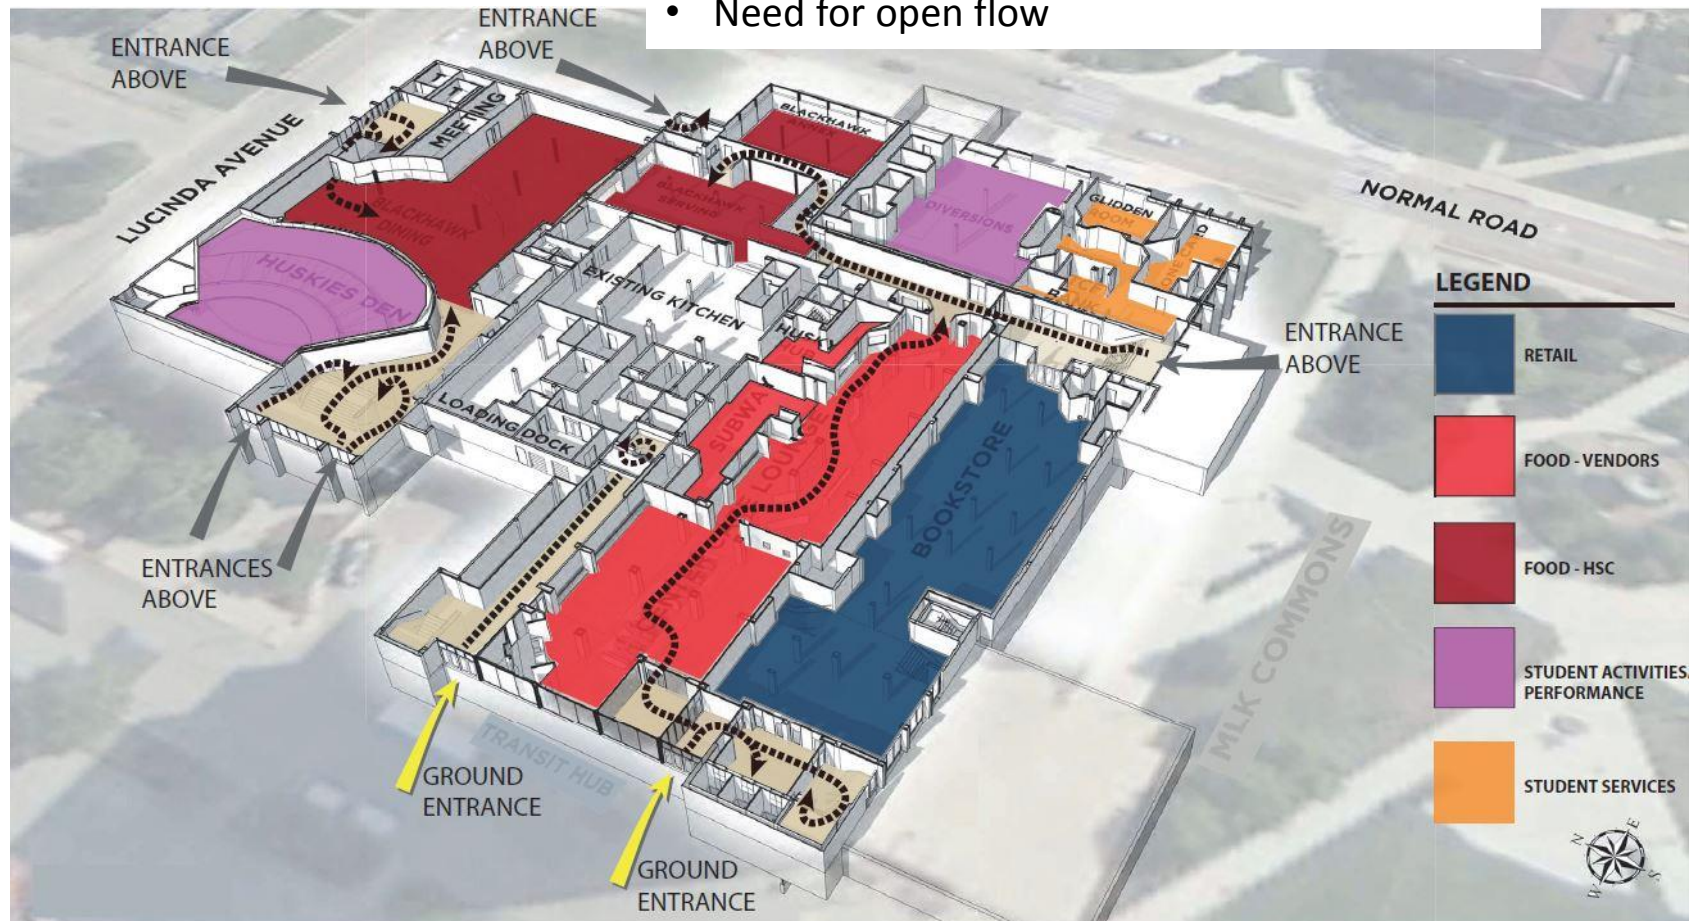 • Need for open flow
ENTRANCE
ABOVE
ENTRANCE
ABOVE
LUCINDA AVENUE
MEETING
BLACKHAWK
ANNEX
BLACKHAWK
DINING
BLACKHAWK
SERVING
DIVERSIONS
GLIDDEN
ROOM
NORMAL ROAD
HUSKIES DEN
EXISTING KITCHEN
LOADING DOCK
SUBWAY
LOUNGE
BOOKSTORE
ENTRANCE
ABOVE
ENTRANCES
ABOVE
MLK COMMONS
TRANSIT HUB
GROUND
ENTRANCE
GROUND
ENTRANCE
LEGEND
RETAIL
FOOD - VENDORS
FOOD - HSC
STUDENT ACTIVITIES
PERFORMANCE
STUDENT SERVICES
N
E
S
W